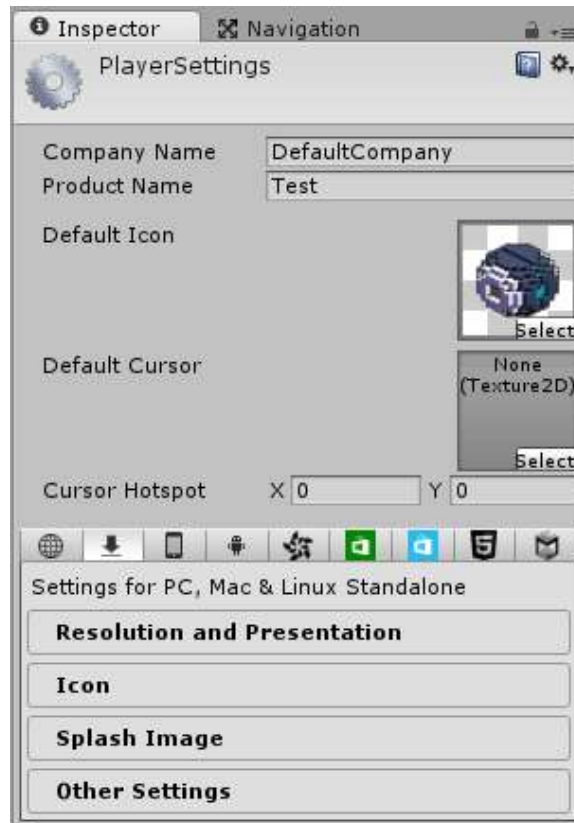 Inspector Navigation
PlayerSettings
Company Name DefaultCompany
Product Name Test
Default Icon
Select
Default Cursor None
(Texture2D)
Select
Cursor Hotspot X 0 Y 0
Settings for PC, Mac & Linux Standalone
Resolution and Presentation
Icon
Splash Image
Other Settings